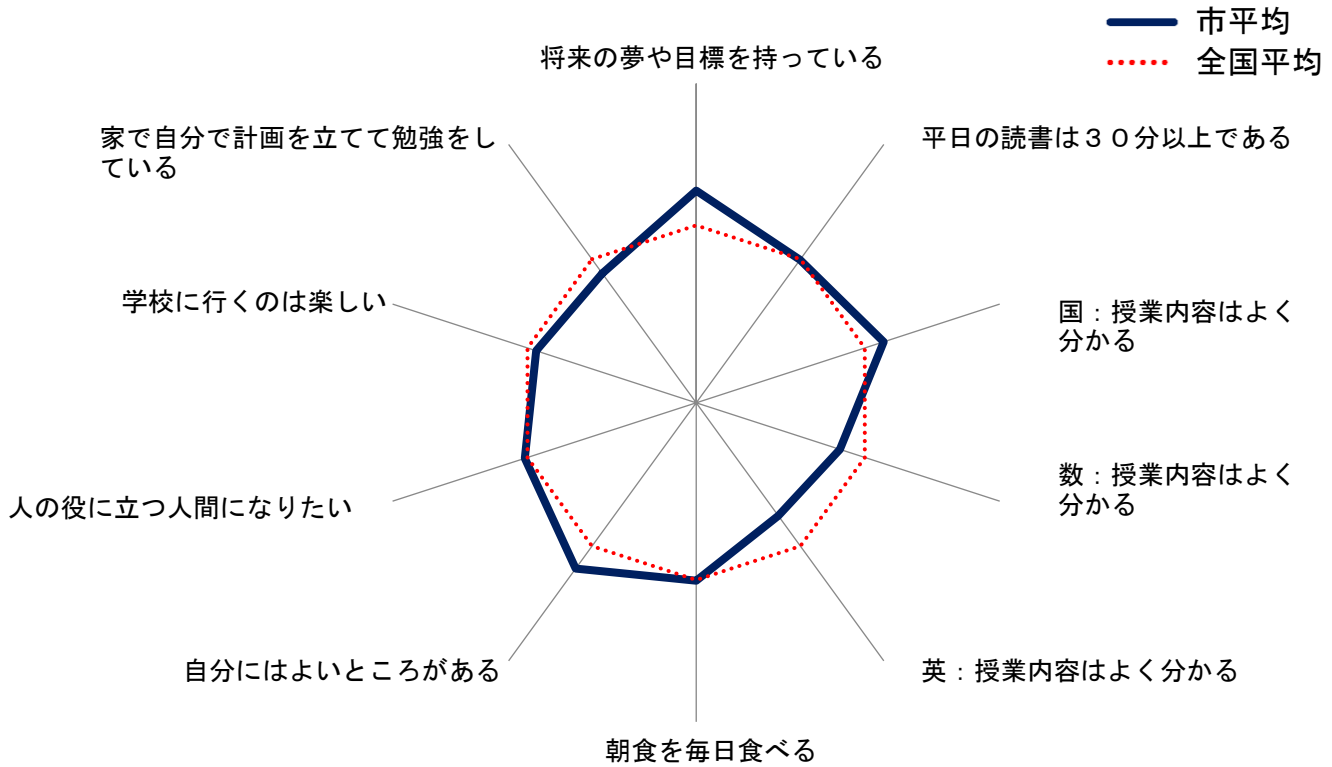 市平均
全国平均
将来の夢や目標を持っている
平日の読書は３０分以上である
国：授業内容はよく
分かる
数：授業内容はよく
分かる
英：授業内容はよく分かる
朝食を毎日食べる
自分にはよいところがある
人の役に立つ人間になりたい
学校に行くのは楽しい
家で自分で計画を立てて勉強をし
ている